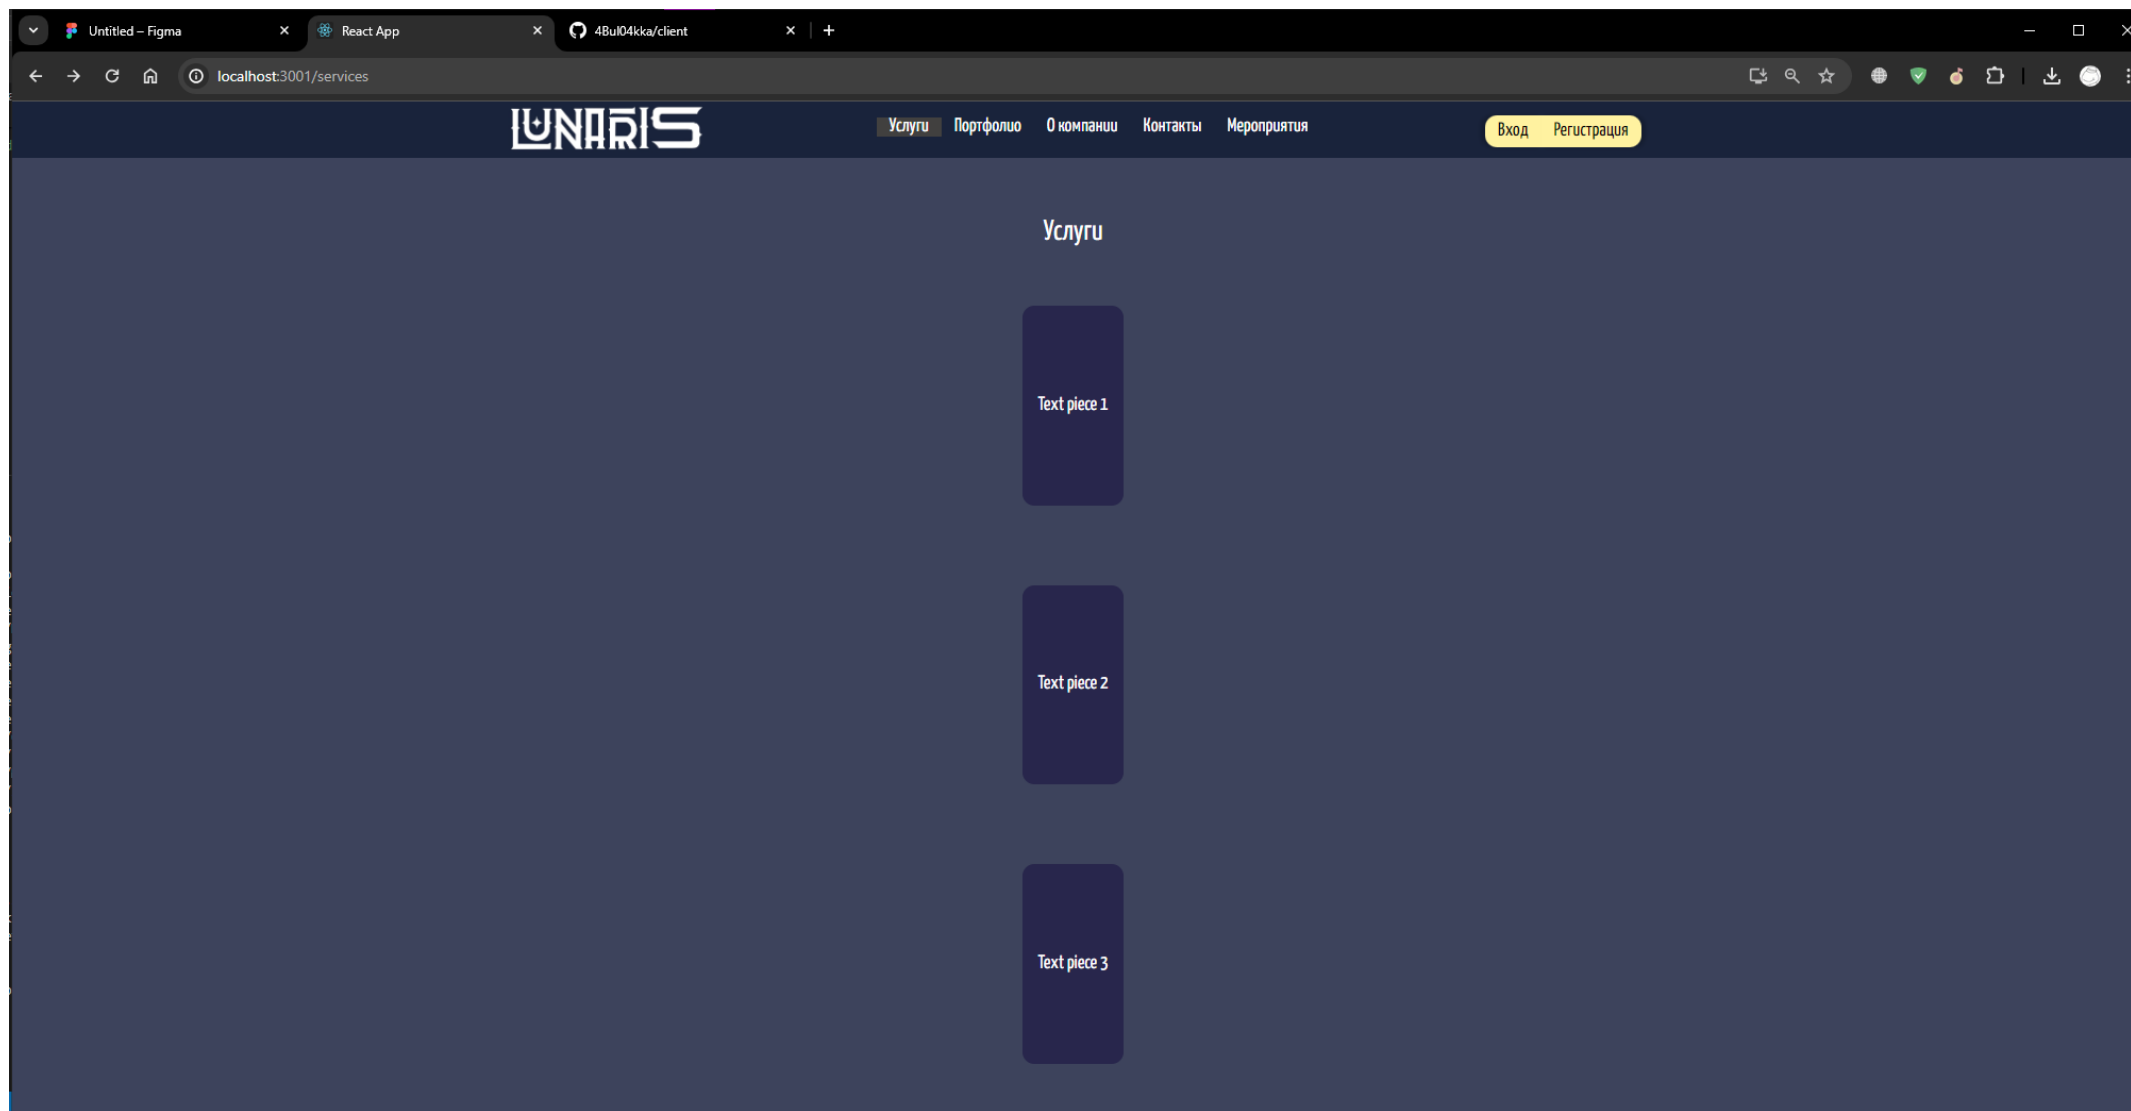 Untitled – Figma
React App
4Bul04kka/client
localhost:3001/services
LUNARIS
Услуги Портфолио О компании Контакты Мероприятия
Вход Регистрация
Услуги
Text piece 1
Text piece 2
Text piece 3